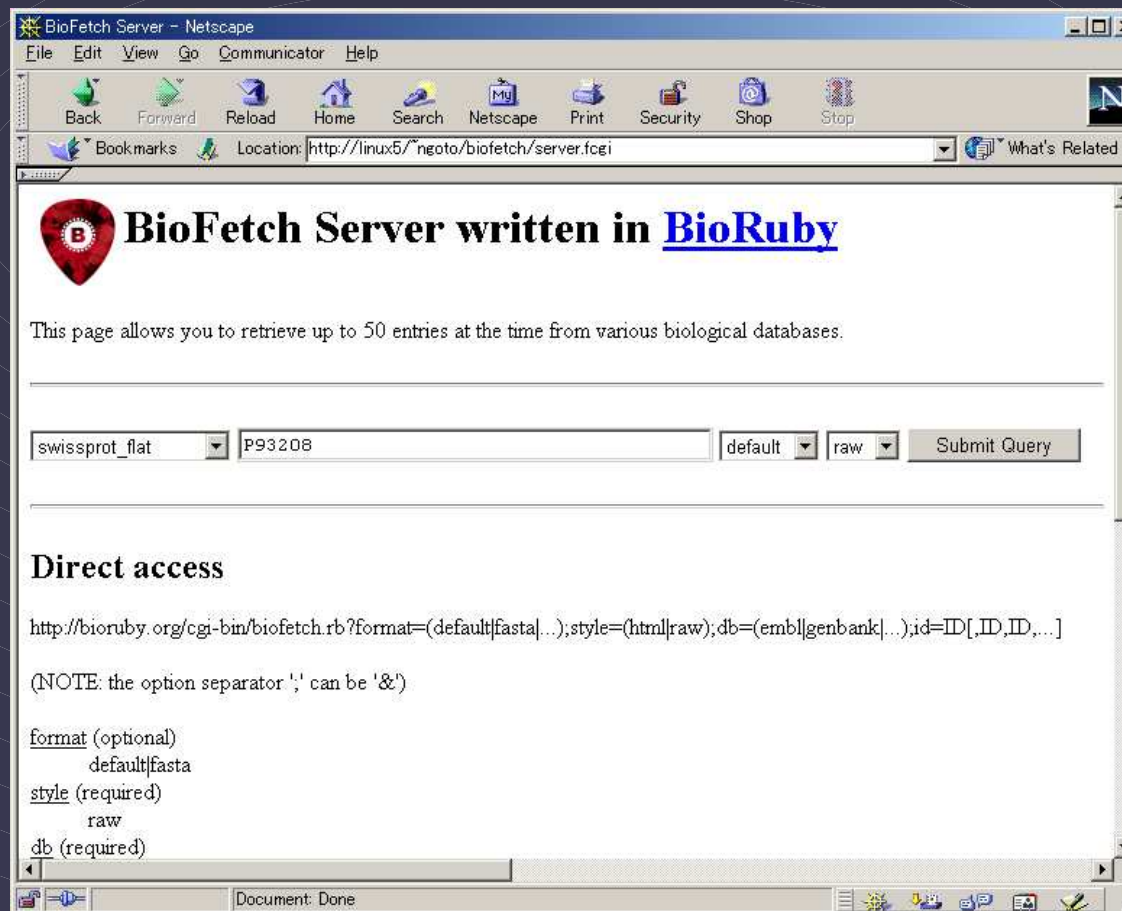 BioFetch Server - Netscape
File Edit View Go Communicator Help
My
N
Back Forward Reload Home Search Netscape Print Security Shop Stop
Bookmarks Location: http://linux5/~ngoto/biofetch/server.fcgi What's Related
B
BioFetch Server written in BioRuby
This page allows you to retrieve up to 50 entries at the time from various biological databases.
swissprot_flat P93208 default raw Submit Query
Direct access
http://bioruby.org/cgi-bin/biofetch.rb?format=(default|fasta|...);style=(html|raw);db=(embl|genbank|...);id=ID[,ID,ID,...]
(NOTE: the option separator ';' can be '&')
format (optional)
default|fasta
style (required)
raw
db (required)
Document: Done